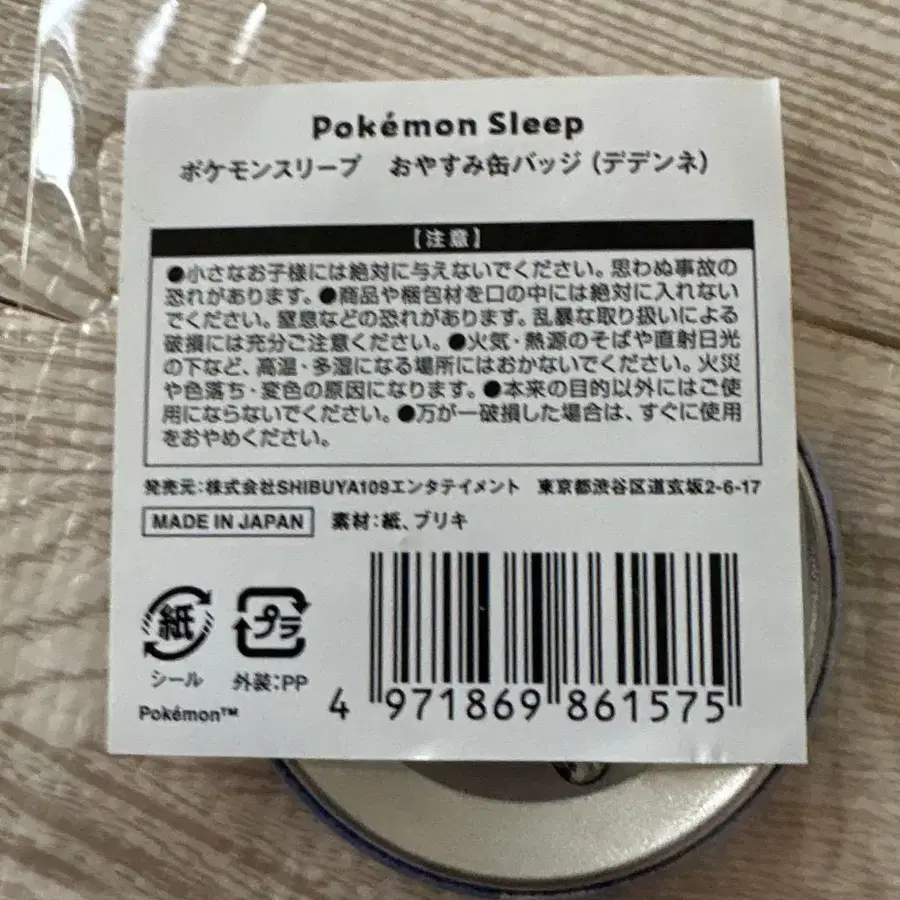 Pokémon Sleep
ポケモンスリープ おやすみ缶バッジ(デデンネ)
【注意】
●小さなお子様には絶対に与えないでください。思わぬ事故の
恐れがあります。●商品や梱包材を口の中には絶対に入れない
でください。窒息などの恐れがあります。乱暴な取り扱いによる
破損には充分ご注意ください。●火気・熱源のそばや直射日光
の下など、高温・多湿になる場所にはおかないでください。火災
や色落ち・変色の原因になります。●本来の目的以外にはご使
用にならないでください。●万が一破損した場合は、すぐに使用
をおやめください。
発売元:株式会社SHIBUYA109エンタテイメント 東京都渋谷区道玄坂2-6-17
MADE IN JAPAN 素材:紙、ブリキ
紙 プラ
シール 外装:PP
Pokémon™
4 971869 861575